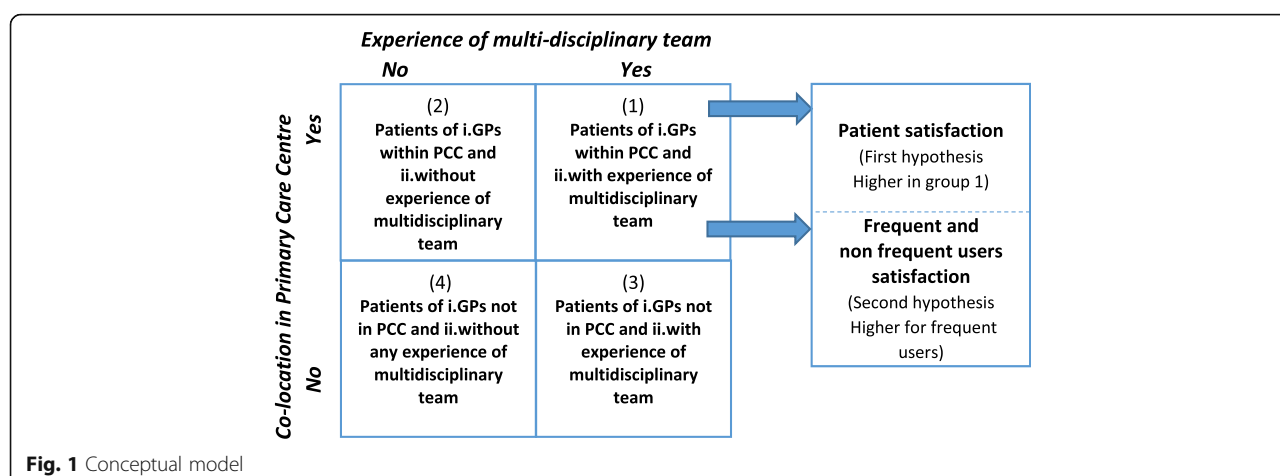 Experience of multi-disciplinary team
No
Yes
Co-location in Primary Care Centre
Yes
No
(2)
Patients of i.GPs
within PCC and
ii.without
experience of
multidisciplinary
team
(1)
Patients of i.GPs
within PCC and
ii.with experience of
multidisciplinary
team
(4)
Patients of i.GPs not
in PCC and ii.without
any experience of
multidisciplinary
team
(3)
Patients of i.GPs not
in PCC and ii.with
experience of
multidisciplinary
team
Patient satisfaction
(First hypothesis
Higher in group 1)
Frequent and
non frequent users
satisfaction
(Second hypothesis
Higher for frequent
users)
Fig. 1 Conceptual model